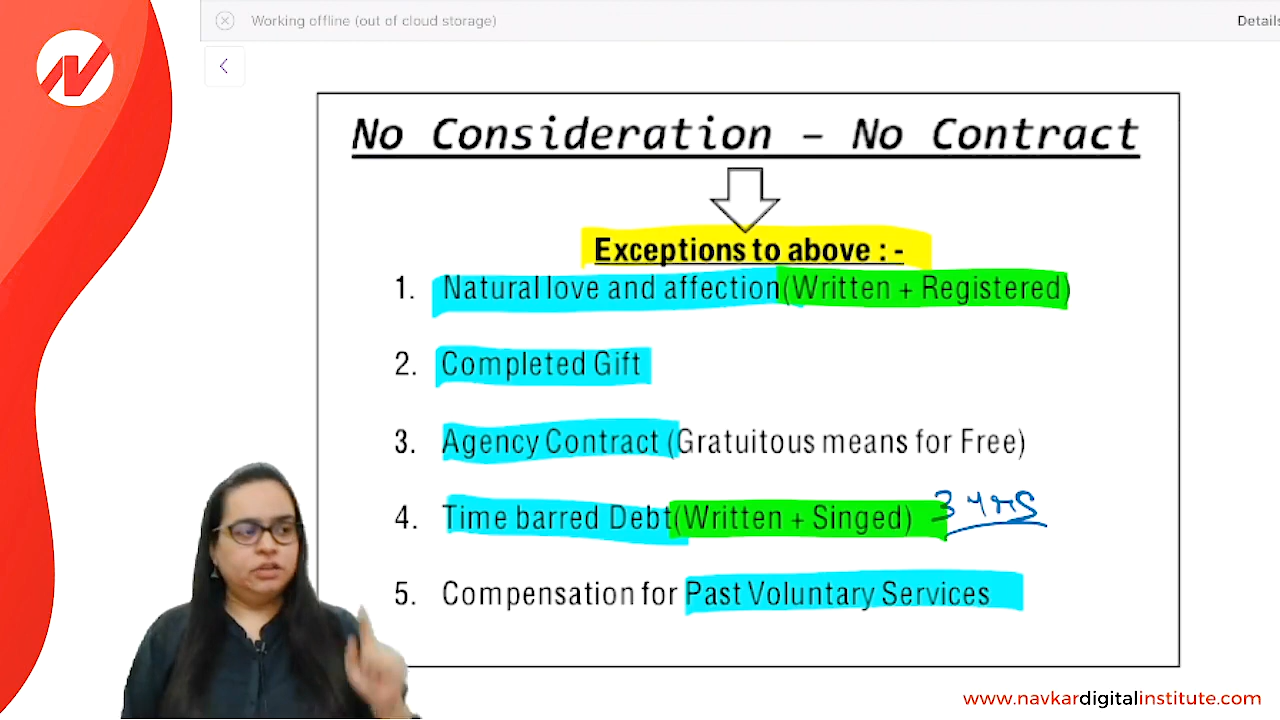 Working offline (out of cloud storage)
Details
No Consideration – No Contract
Exceptions to above : -
1. Natural love and affection(Written + Registered)
2. Completed Gift
3. Agency Contract (Gratuitous means for Free)
4. Time barred Debt(Written + Singed) 3 yrs
5. Compensation for Past Voluntary Services
www.navkardigitalinstitute.com